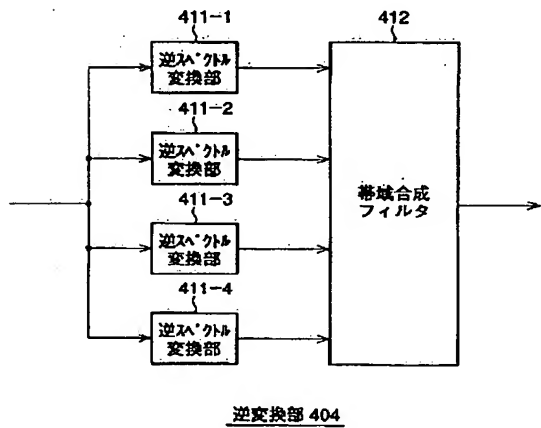 411-1
逆スペクトル
変換部
411-2
逆スペクトル
変換部
411-3
逆スペクトル
変換部
411-4
逆スペクトル
変換部
412
帯域合成
フィルタ
逆変換部 404